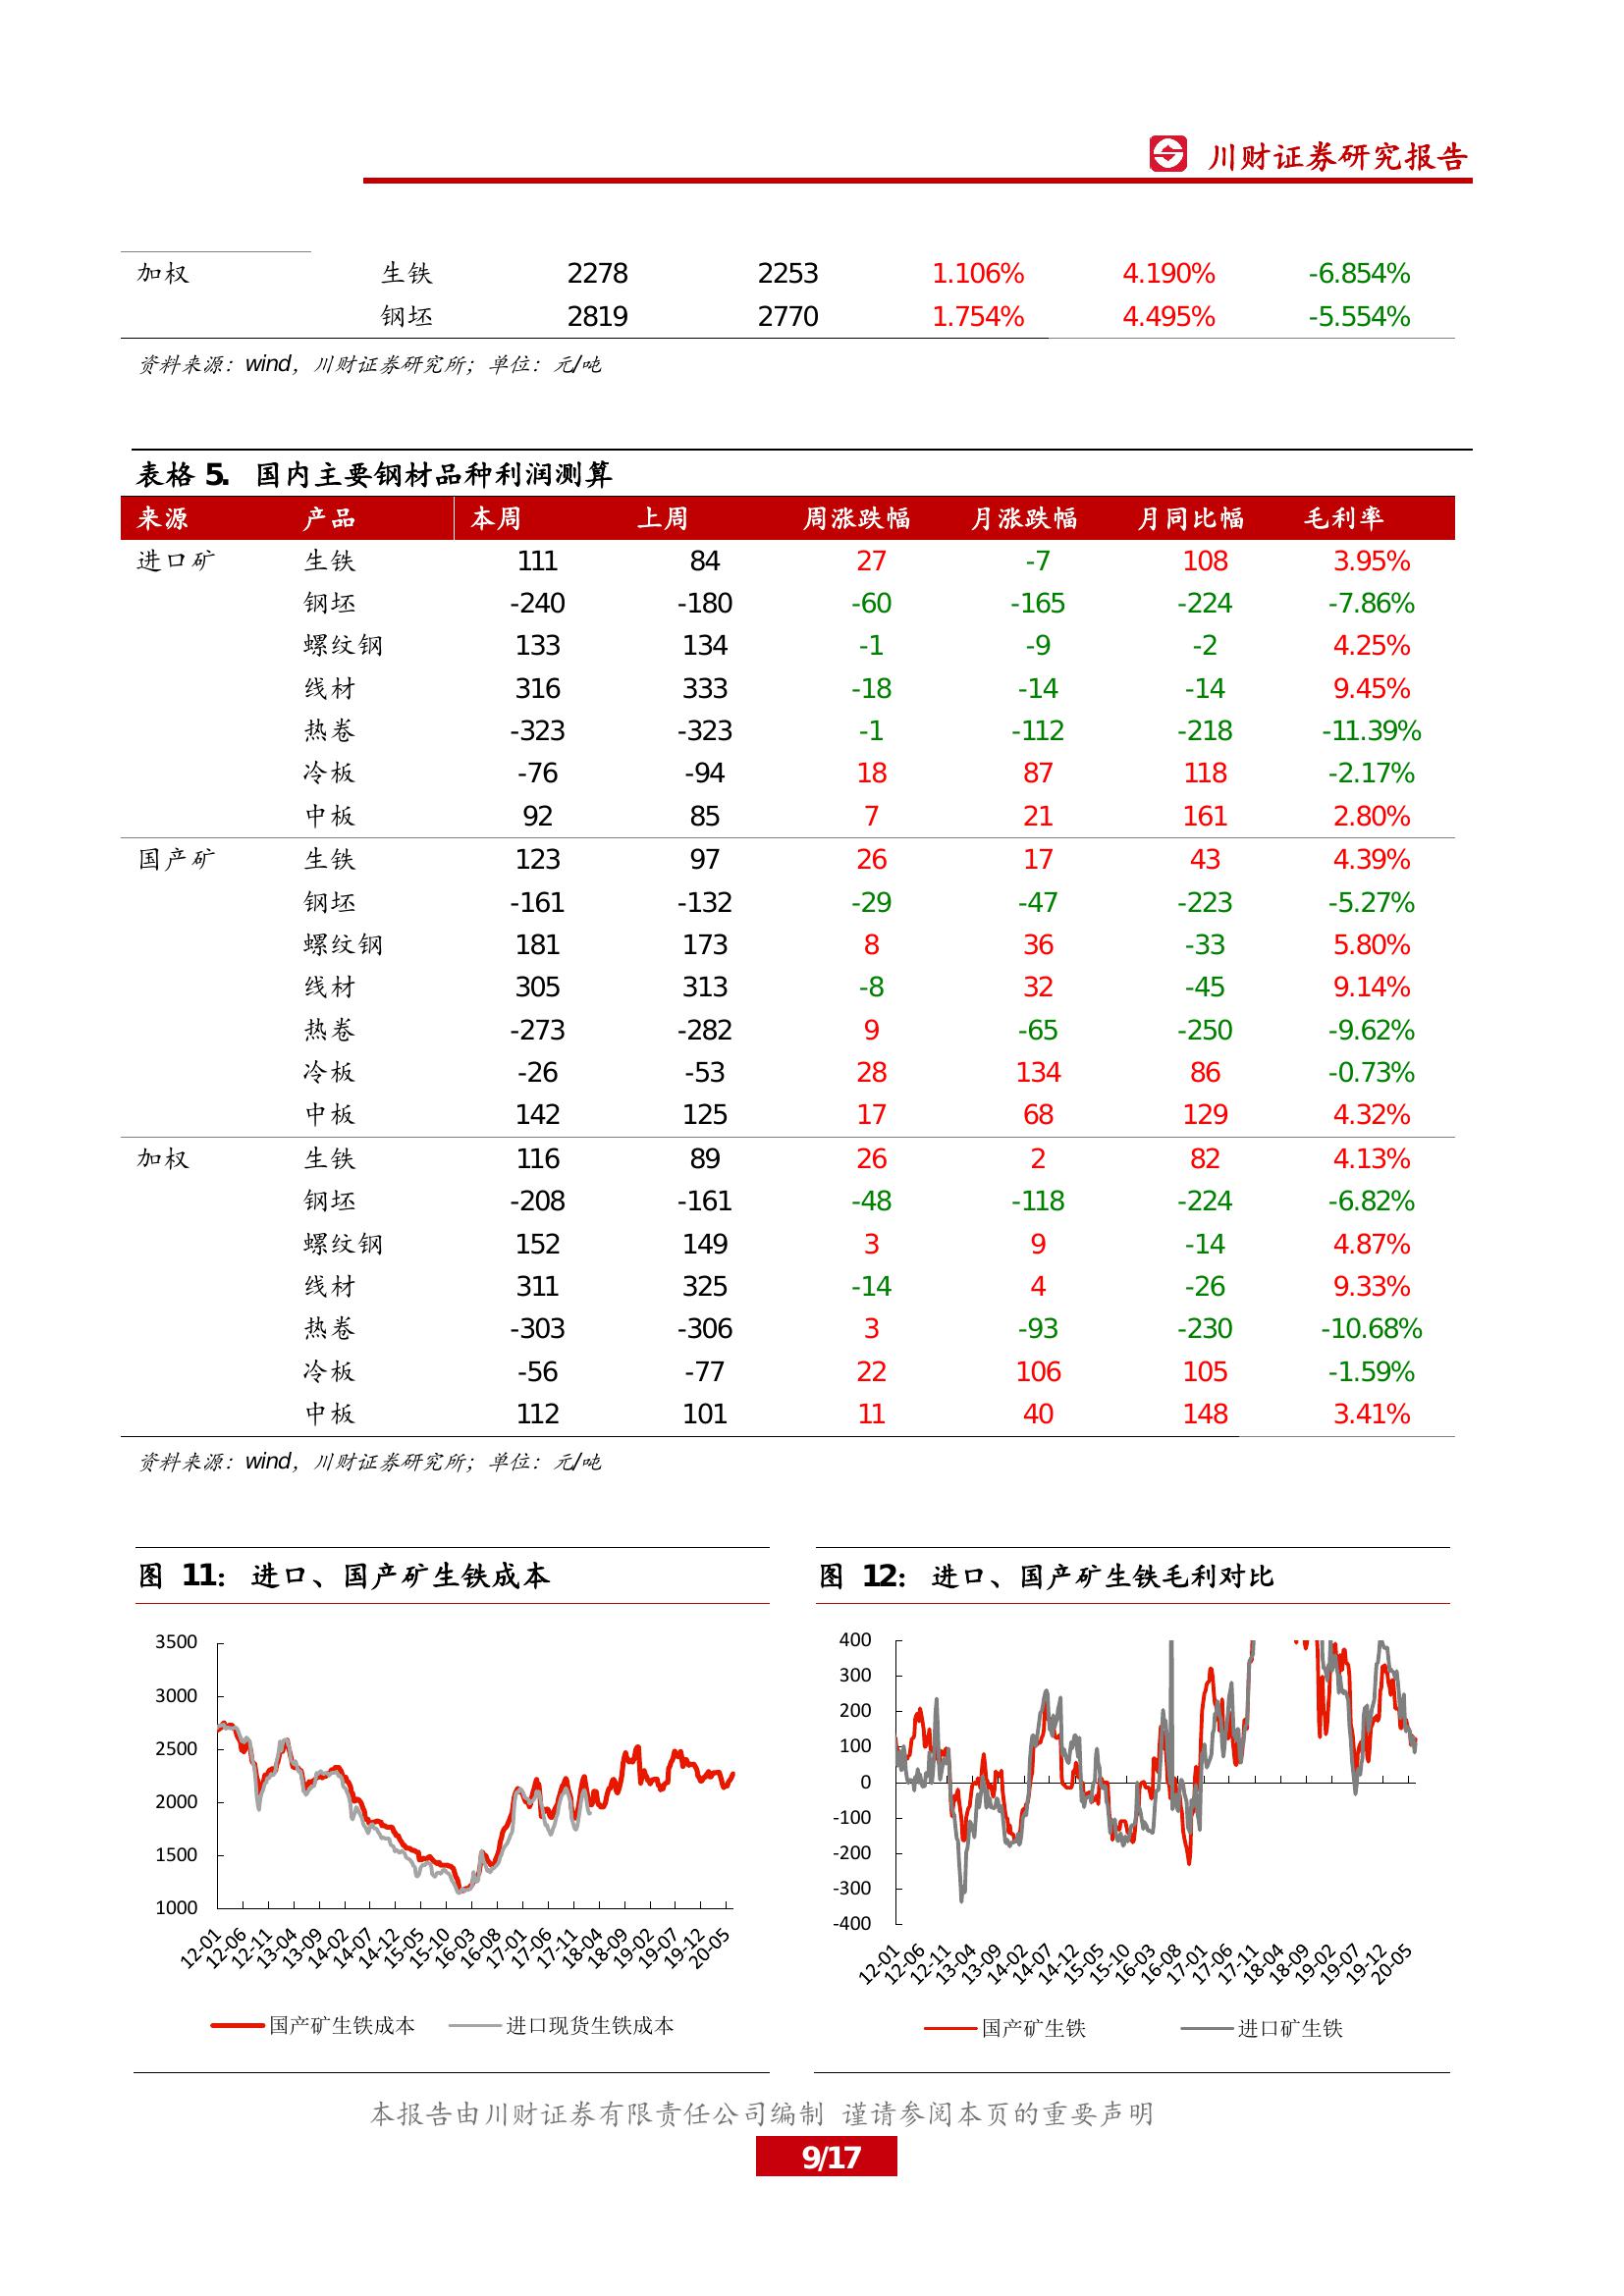 川财证券研究报告
加权 生铁 2278 2253 1.106% 4.190% -6.854%
钢坯 2819 2770 1.754% 4.495% -5.554%
资料来源：wind，川财证券研究所；单位：元/吨
表格 5. 国内主要钢材品种利润测算
来源 产品 本周 上周 周涨跌幅 月涨跌幅 月同比幅 毛利率
进口矿 生铁 111 84 27 -7 108 3.95%
钢坯 -240 -180 -60 -165 -224 -7.86%
螺纹钢 133 134 -1 -9 -2 4.25%
线材 316 333 -18 -14 -14 9.45%
热卷 -323 -323 -1 -112 -218 -11.39%
冷板 -76 -94 18 87 118 -2.17%
中板 92 85 7 21 161 2.80%
国产矿 生铁 123 97 26 17 43 4.39%
钢坯 -161 -132 -29 -47 -223 -5.27%
螺纹钢 181 173 8 36 -33 5.80%
线材 305 313 -8 32 -45 9.14%
热卷 -273 -282 9 -65 -250 -9.62%
冷板 -26 -53 28 134 86 -0.73%
中板 142 125 17 68 129 4.32%
加权 生铁 116 89 26 2 82 4.13%
钢坯 -208 -161 -48 -118 -224 -6.82%
螺纹钢 152 149 3 9 -14 4.87%
线材 311 325 -14 4 -26 9.33%
热卷 -303 -306 3 -93 -230 -10.68%
冷板 -56 -77 22 106 105 -1.59%
中板 112 101 11 40 148 3.41%
资料来源：wind，川财证券研究所；单位：元/吨
图 11： 进口、国产矿生铁成本
3500
3000
2500
2000
1500
1000
12-01 12-06 12-11 13-04 13-09 14-02 14-07 14-12 15-05 15-10 16-03 16-08 17-01 17-06 17-11 18-04 18-09 19-02 19-07 19-12 20-05
国产矿生铁成本 进口现货生铁成本
图 12： 进口、国产矿生铁毛利对比
400
300
200
100
0
-100
-200
-300
-400
12-01 12-06 12-11 13-04 13-09 14-02 14-07 14-12 15-05 15-10 16-03 16-08 17-01 17-06 17-11 18-04 18-09 19-02 19-07 19-12 20-05
国产矿生铁 进口矿生铁
本报告由川财证券有限责任公司编制 谨请参阅本页的重要声明
9/17